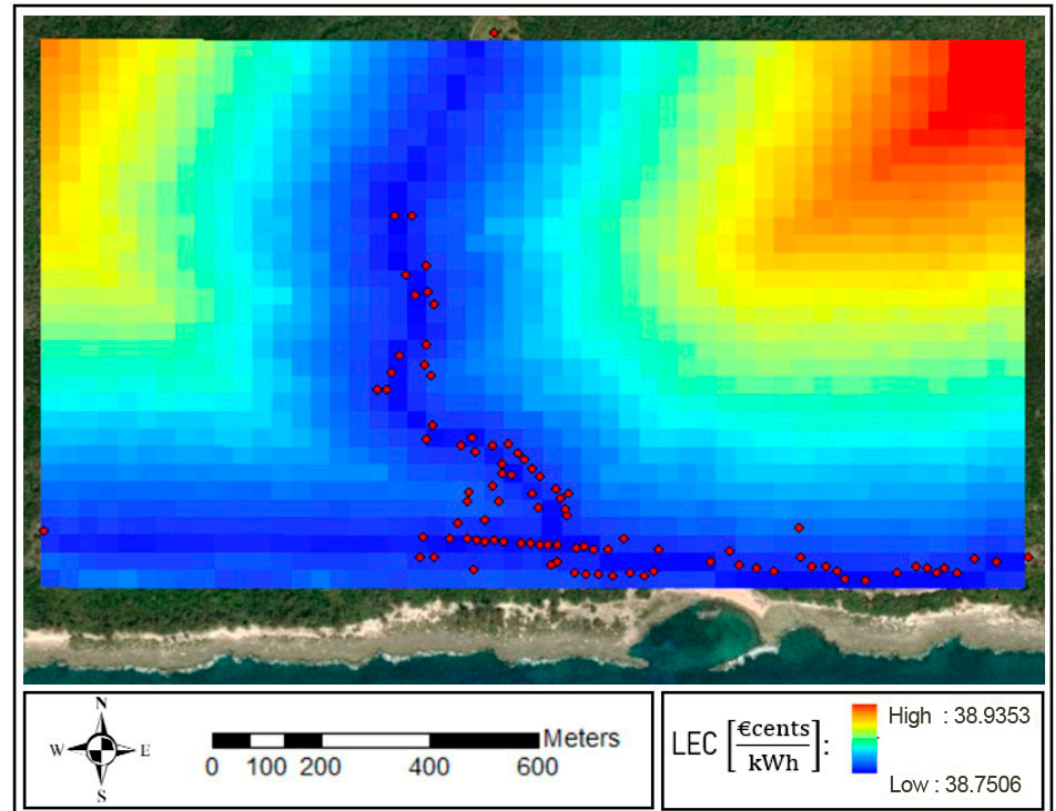 N
W E
S
Meters
0 100 200 400 600
LEC [€cents/kWh]:
High : 38.9353
Low : 38.7506